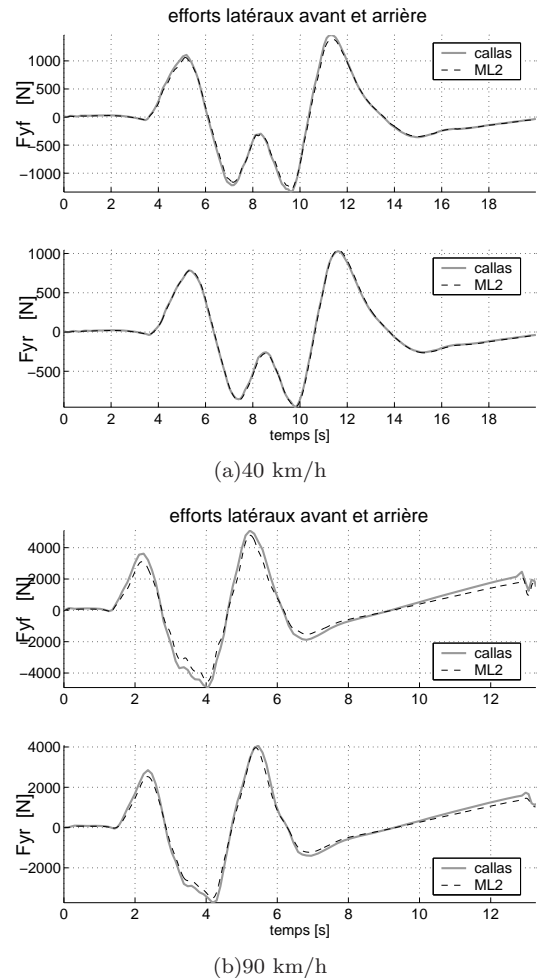 efforts latéraux avant et arrière
1000
500
0
−500
−1000
Fyf [N]
callas
ML2
0 2 4 6 8 10 12 14 16 18
1000
500
0
−500
Fyr [N]
callas
ML2
0 2 4 6 8 10 12 14 16 18
temps [s]
(a)40 km/h
efforts latéraux avant et arrière
4000
2000
0
−2000
−4000
Fyf [N]
callas
ML2
0 2 4 6 8 10 12
4000
2000
0
−2000
Fyr [N]
callas
ML2
0 2 4 6 8 10 12
temps [s]
(b)90 km/h